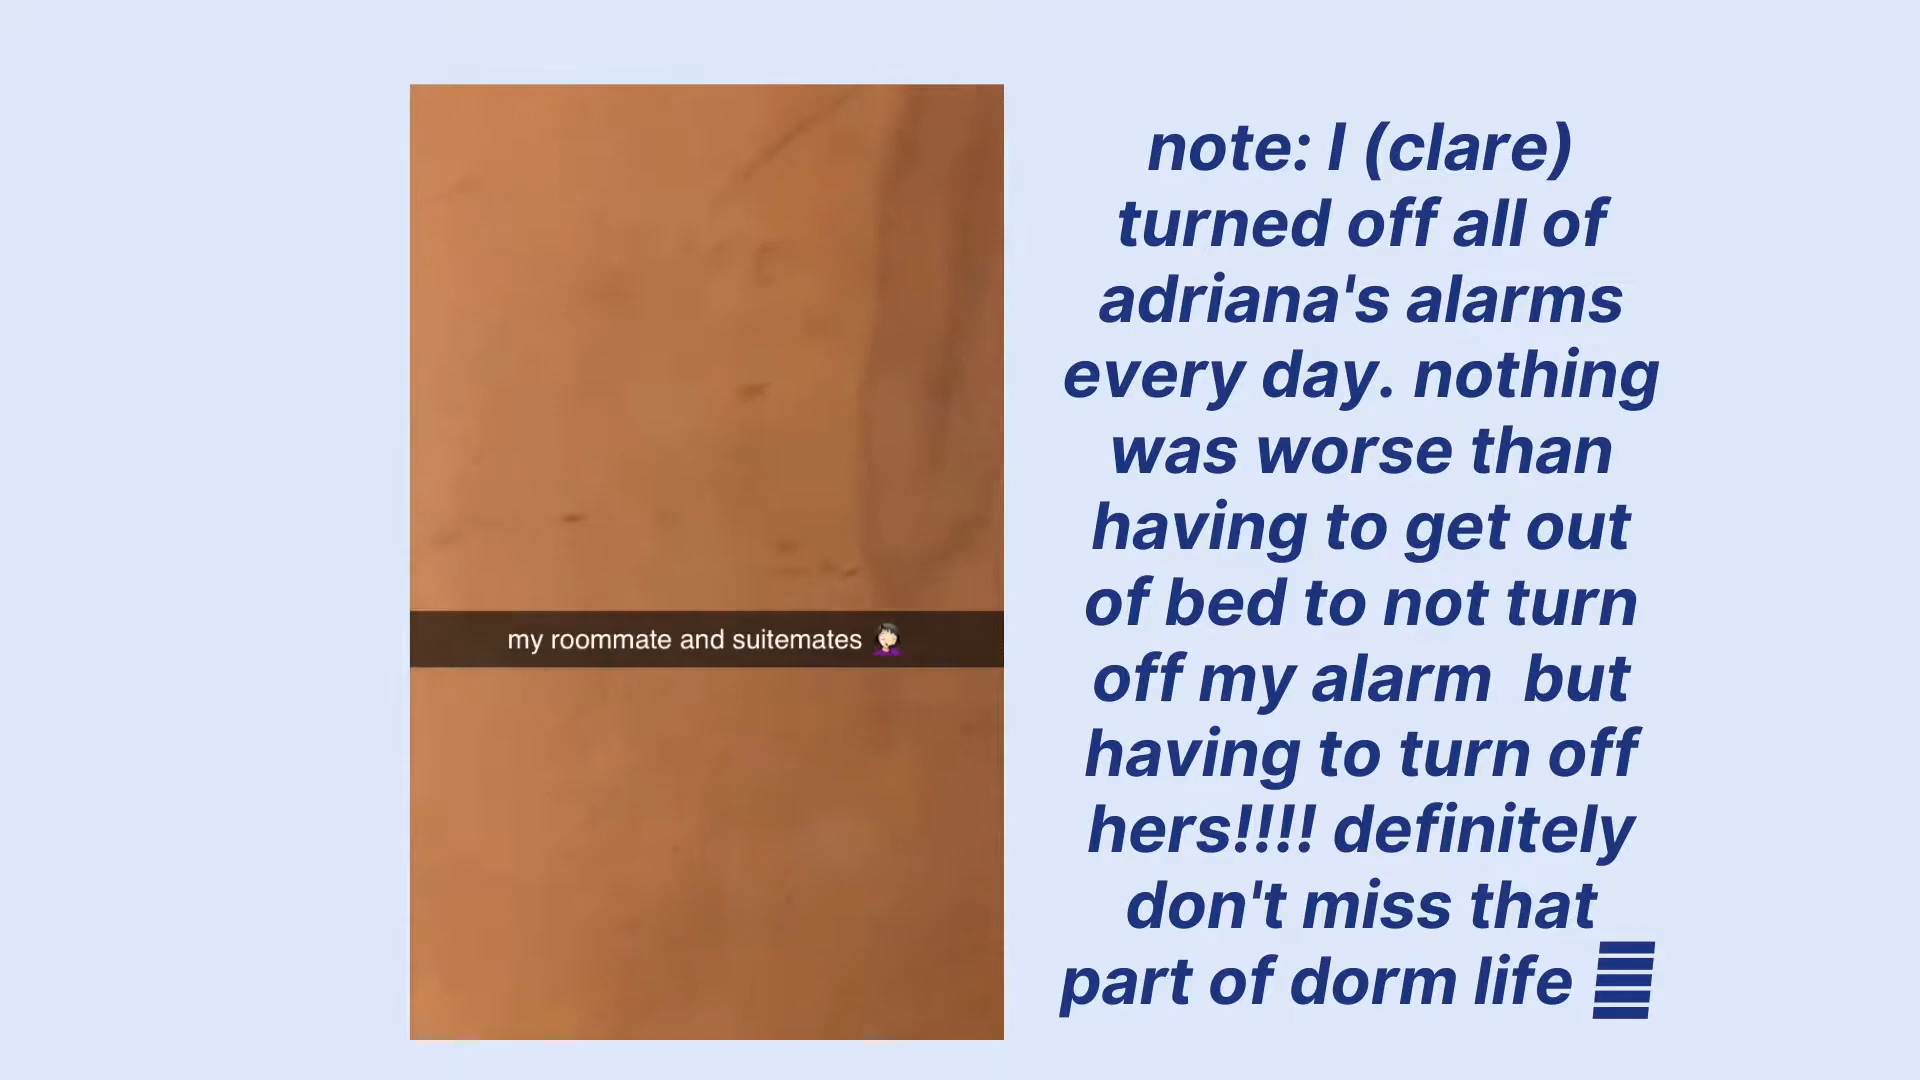 my roommate and suitemates 🤦🏻‍♀️
note: I (clare)
turned off all of
adriana's alarms
every day. nothing
was worse than
having to get out
of bed to not turn
off my alarm  but
having to turn off
hers!!!! definitely
don't miss that
part of dorm life